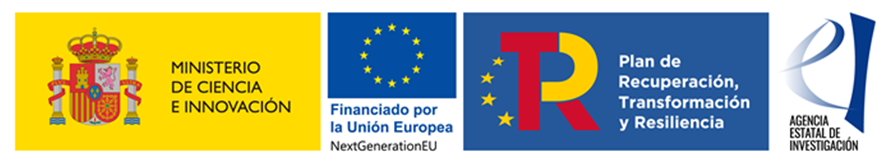 MINISTERIO
DE CIENCIA
E INNOVACIÓN
Financiado por
la Unión Europea
NextGenerationEU
TR
Plan de
Recuperación,
Transformación
y Resiliencia
AGENCIA
ESTATAL DE
INVESTIGACIÓN